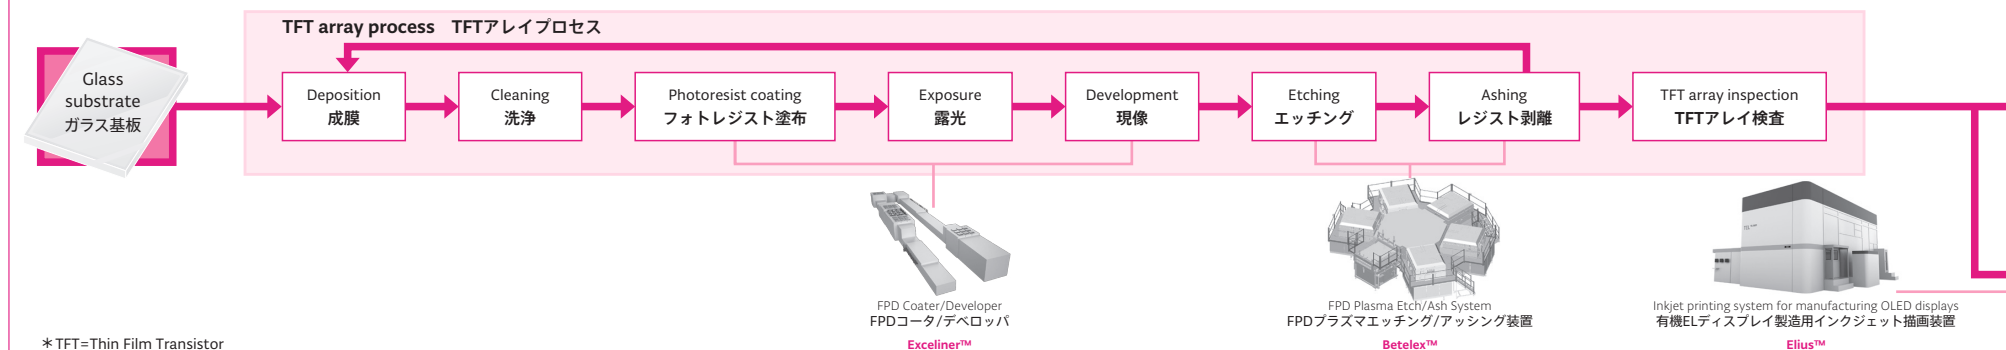 TFT array process TFTアレイプロセス
Glass
substrate
ガラス基板
Deposition
成膜
Cleaning
洗浄
Photoresist coating
フォトレジスト塗布
Exposure
露光
Development
現像
Etching
エッチング
Ashing
レジスト剥離
TFT array inspection
TFTアレイ検査
FPD Coater/Developer
FPDコータ/デベロッパ
Exceliner™
FPD Plasma Etch/Ash System
FPDプラズマエッチング/アッシング装置
Betelex™
Inkjet printing system for manufacturing OLED displays
有機ELディスプレイ製造用インクジェット描画装置
Elius™
＊TFT=Thin Film Transistor